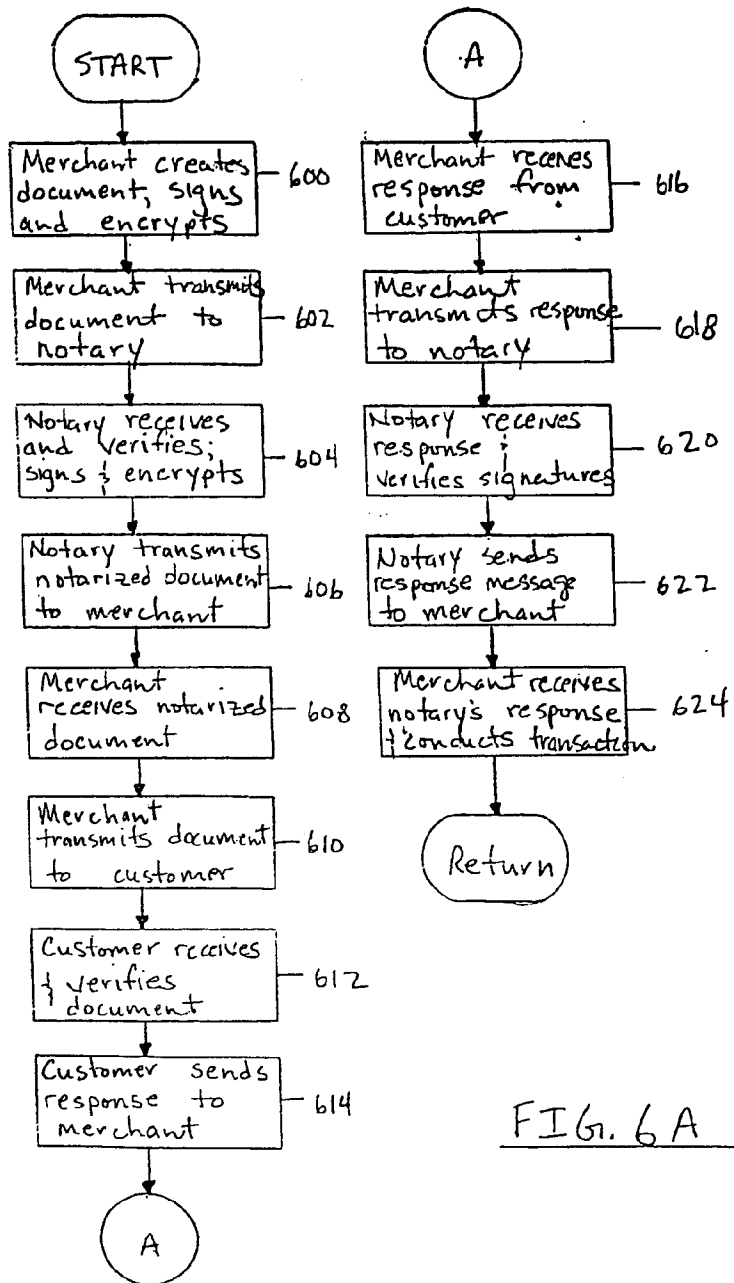 START
Merchant creates
document, signs
and encrypts
600
Merchant transmits
document to
notary
602
Notary receives
and verifies;
signs & encrypts
604
Notary transmits
notarized document
to merchant
606
Merchant
receives notarized
document
608
Merchant
transmits document
to customer
610
Customer receives
& verifies
document
612
Customer sends
response to
merchant
614
A
A
Merchant receives
response from
customer
616
Merchant
transmits response
to notary
618
Notary receives
response &
verifies signatures
620
Notary sends
response message
to merchant
622
Merchant receives
notary's response
& conducts transaction
624
Return
FIG. 6A